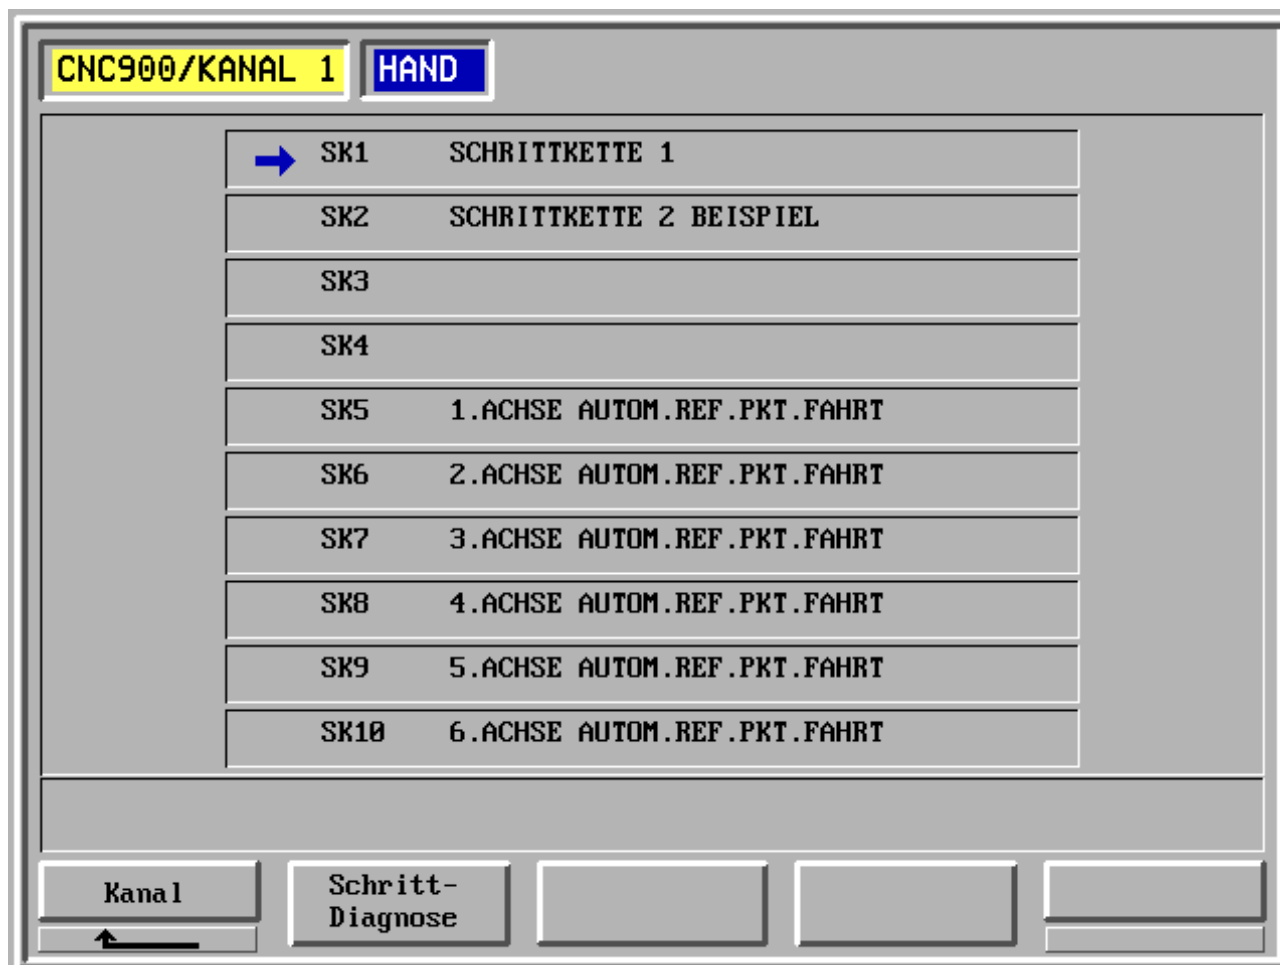 CNC900/KANAL 1 HAND
SK1 SCHRITTKETTE 1
SK2 SCHRITTKETTE 2 BEISPIEL
SK3
SK4
SK5 1.ACHSE AUTOM.REF.PKT.FAHRT
SK6 2.ACHSE AUTOM.REF.PKT.FAHRT
SK7 3.ACHSE AUTOM.REF.PKT.FAHRT
SK8 4.ACHSE AUTOM.REF.PKT.FAHRT
SK9 5.ACHSE AUTOM.REF.PKT.FAHRT
SK10 6.ACHSE AUTOM.REF.PKT.FAHRT
Kanal
Schritt-
Diagnose